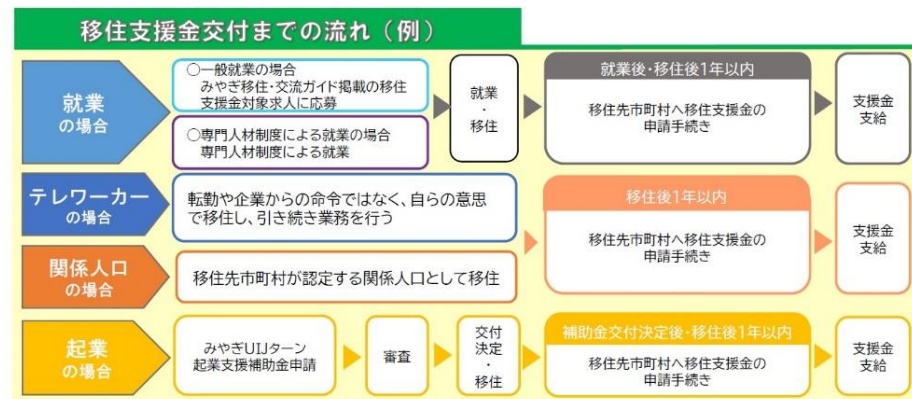 移住支援金交付までの流れ（例）
就業
の場合
○一般就業の場合
みやぎ移住・交流ガイド掲載の移住
支援金対象求人に応募
○専門人材制度による就業の場合
専門人材制度による就業
就業
・
移住
就業後・移住後1年以内
移住先市町村へ移住支援金の
申請手続き
支援金
支給
テレワーカー
の場合
転勤や企業からの命令ではなく、自らの意思
で移住し、引き続き業務を行う
関係人口
の場合
移住先市町村が認定する関係人口として移住
移住後1年以内
移住先市町村へ移住支援金の
申請手続き
支援金
支給
起業
の場合
みやぎUIJターン
起業支援補助金申請
審査
交付
決定
・
移住
補助金交付決定後・移住後1年以内
移住先市町村へ移住支援金の
申請手続き
支援金
支給